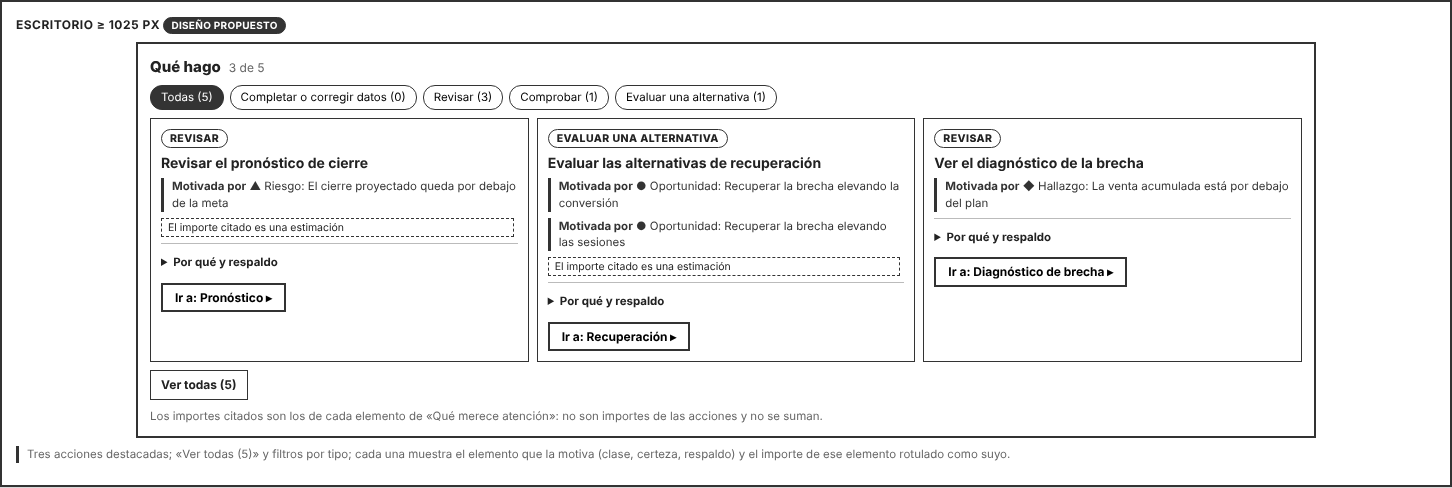 ESCRITORIO ≥ 1025 PX DISEÑO PROPUESTO
Qué hago 3 de 5
Todas (5) Completar o corregir datos (0) Revisar (3) Comprobar (1) Evaluar una alternativa (1)
REVISAR
Revisar el pronóstico de cierre
Motivada por ▲ Riesgo: El cierre proyectado queda por debajo
de la meta
El importe citado es una estimación
▶ Por qué y respaldo
Ir a: Pronóstico ▸
EVALUAR UNA ALTERNATIVA
Evaluar las alternativas de recuperación
Motivada por ● Oportunidad: Recuperar la brecha elevando la
conversión
Motivada por ● Oportunidad: Recuperar la brecha elevando
las sesiones
El importe citado es una estimación
▶ Por qué y respaldo
Ir a: Recuperación ▸
REVISAR
Ver el diagnóstico de la brecha
Motivada por ◆ Hallazgo: La venta acumulada está por debajo
del plan
▶ Por qué y respaldo
Ir a: Diagnóstico de brecha ▸
Ver todas (5)
Los importes citados son los de cada elemento de «Qué merece atención»: no son importes de las acciones y no se suman.
Tres acciones destacadas; «Ver todas (5)» y filtros por tipo; cada una muestra el elemento que la motiva (clase, certeza, respaldo) y el importe de ese elemento rotulado como suyo.